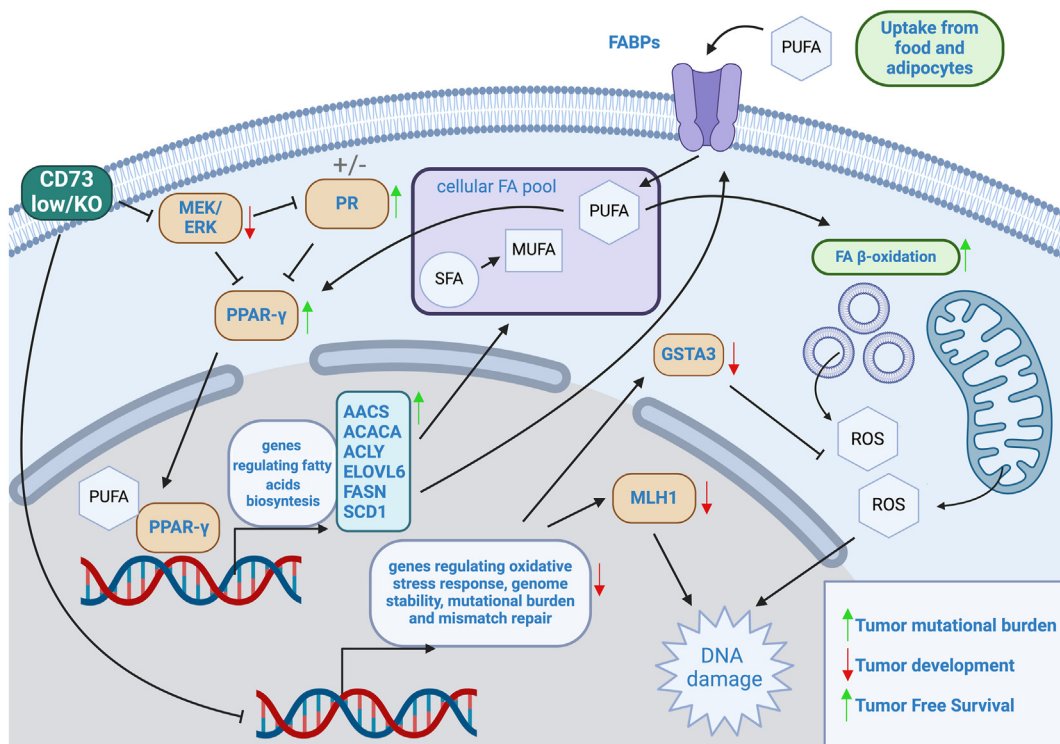 FABPs
PUFA
Uptake from
food and
adipocytes
CD73
low/KO
MEK/
ERK
+/-
PR
cellular FA pool
PUFA
MUFA
SFA
FA β-oxidation
PPAR-γ
GSTA3
ROS
ROS
genes
regulating fatty
acids
biosyntesis
AACS
ACACA
ACLY
ELOVL6
FASN
SCD1
PUFA
PPAR-γ
MLH1
genes regulating oxidative
stress response, genome
stability, mutational burden
and mismatch repair
DNA
damage
Tumor mutational burden
Tumor development
Tumor Free Survival